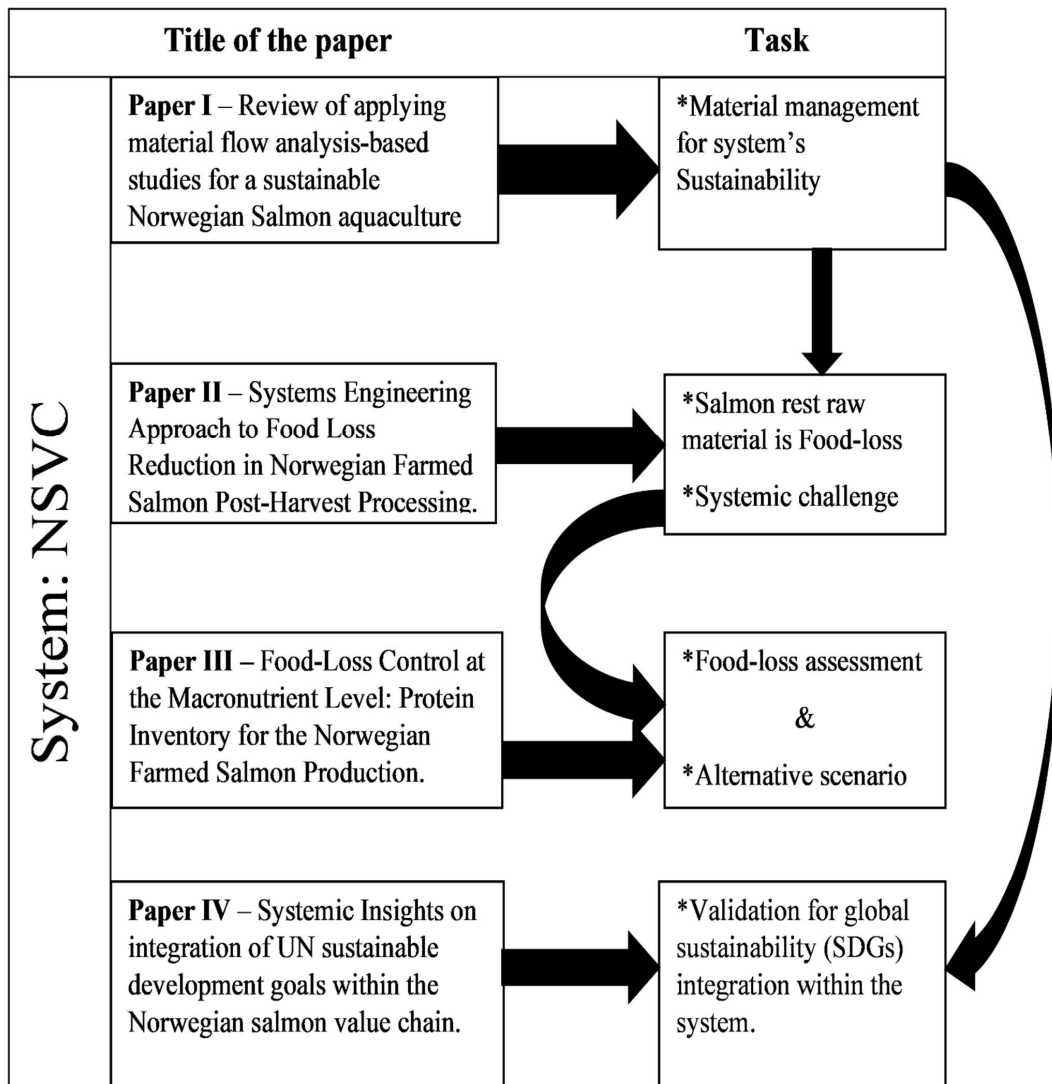 Title of the paper
Task
System: NSVC
Paper I – Review of applying
material flow analysis-based
studies for a sustainable
Norwegian Salmon aquaculture
*Material management
for system’s
Sustainability
Paper II – Systems Engineering
Approach to Food Loss
Reduction in Norwegian Farmed
Salmon Post-Harvest Processing.
*Salmon rest raw
material is Food-loss
*Systemic challenge
Paper III – Food-Loss Control at
the Macronutrient Level: Protein
Inventory for the Norwegian
Farmed Salmon Production.
*Food-loss assessment
&
*Alternative scenario
Paper IV – Systemic Insights on
integration of UN sustainable
development goals within the
Norwegian salmon value chain.
*Validation for global
sustainability (SDGs)
integration within the
system.